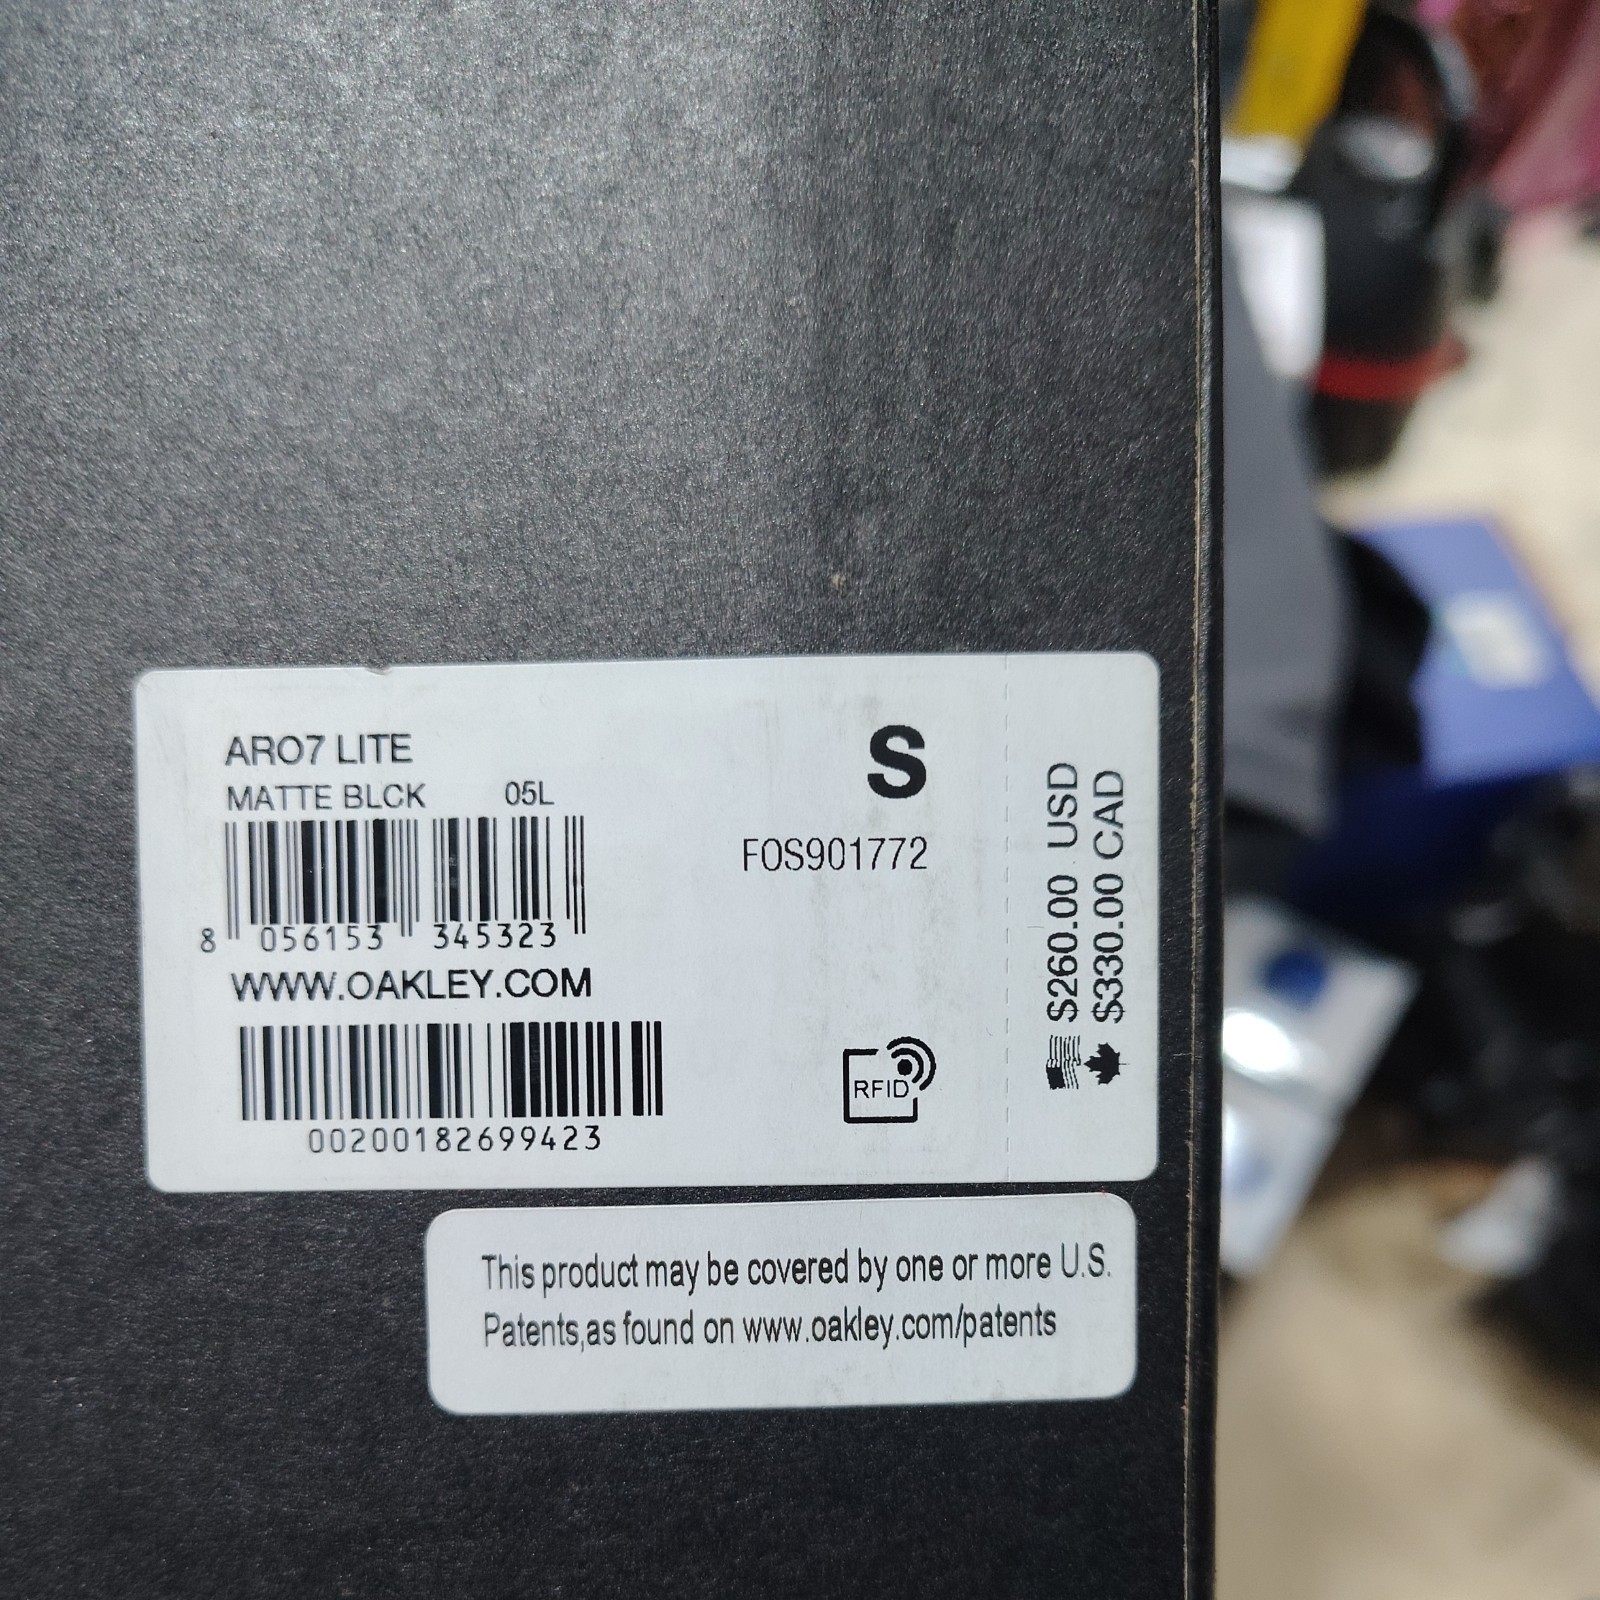 ARO7 LITE
MATTE BLCK 05L
S
FOS901772
8 056153 345323
WWW.OAKLEY.COM
00200182699423
RFID
$260.00 USD
$330.00 CAD
This product may be covered by one or more U.S.
Patents,as found on www.oakley.com/patents